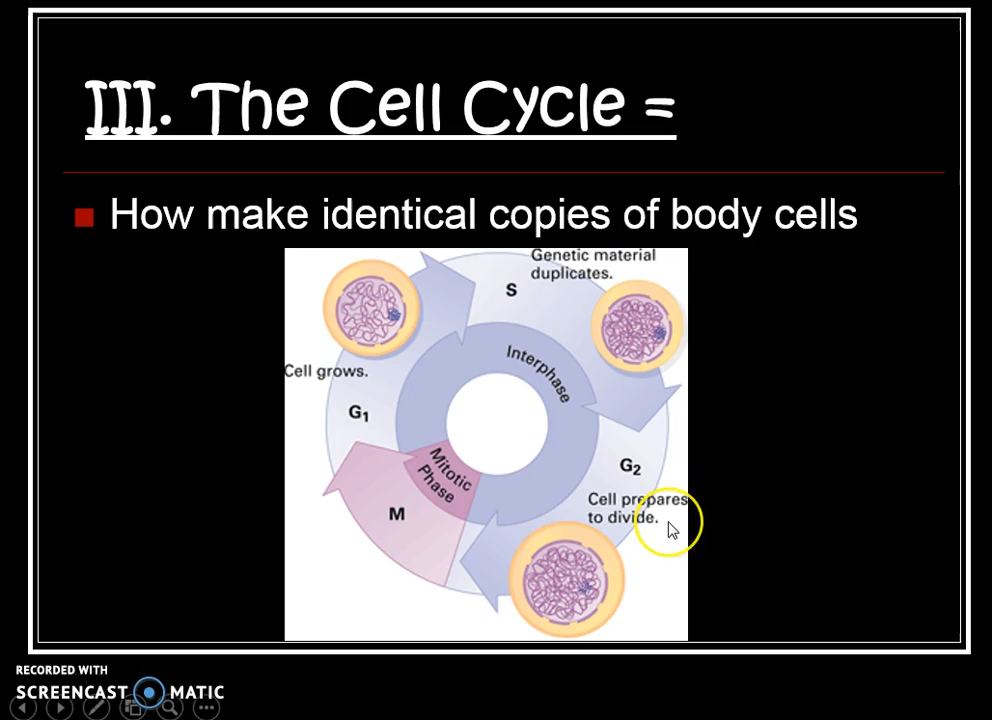 III. The Cell Cycle =
How make identical copies of body cells
Genetic material
duplicates.
S
Interphase
Cell grows.
G1
Mitotic
Phase
G2
Cell prepares
to divide.
M
RECORDED WITH
SCREENCAST MATIC